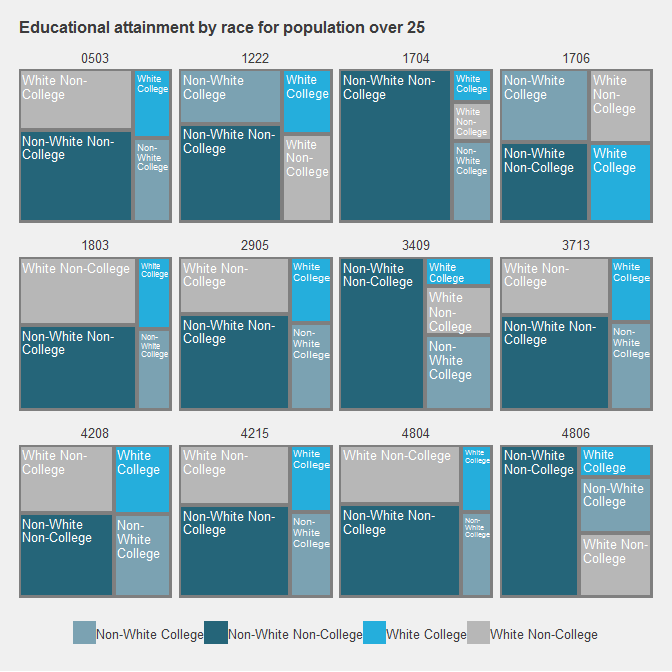 Educational attainment by race for population over 25
0503
White Non-
College
White
College
Non-White Non-
College
Non-
White
College
1222
Non-White
College
White
College
Non-White Non-
College
White
Non-
College
1704
Non-White Non-
College
White
College
White
Non-
College
Non-
White
College
1706
Non-White
College
White
Non-
College
Non-White
Non-College
White
College
1803
White Non-College
White
College
Non-White Non-
College
Non-
White
College
2905
White Non-
College
White
College
Non-White Non-
College
Non-
White
College
3409
Non-White
Non-College
White
College
White
Non-
College
Non-
White
College
3713
White Non-
College
White
College
Non-White Non-
College
Non-
White
College
4208
White Non-
College
White
College
Non-White
Non-College
Non-
White
College
4215
White Non-
College
White
College
Non-White Non-
College
Non-
White
College
4804
White Non-College
White
College
Non-White Non-
College
Non-
White
College
4806
Non-White
Non-College
White
College
Non-White
College
White Non-
College
Non-White College Non-White Non-College White College White Non-College